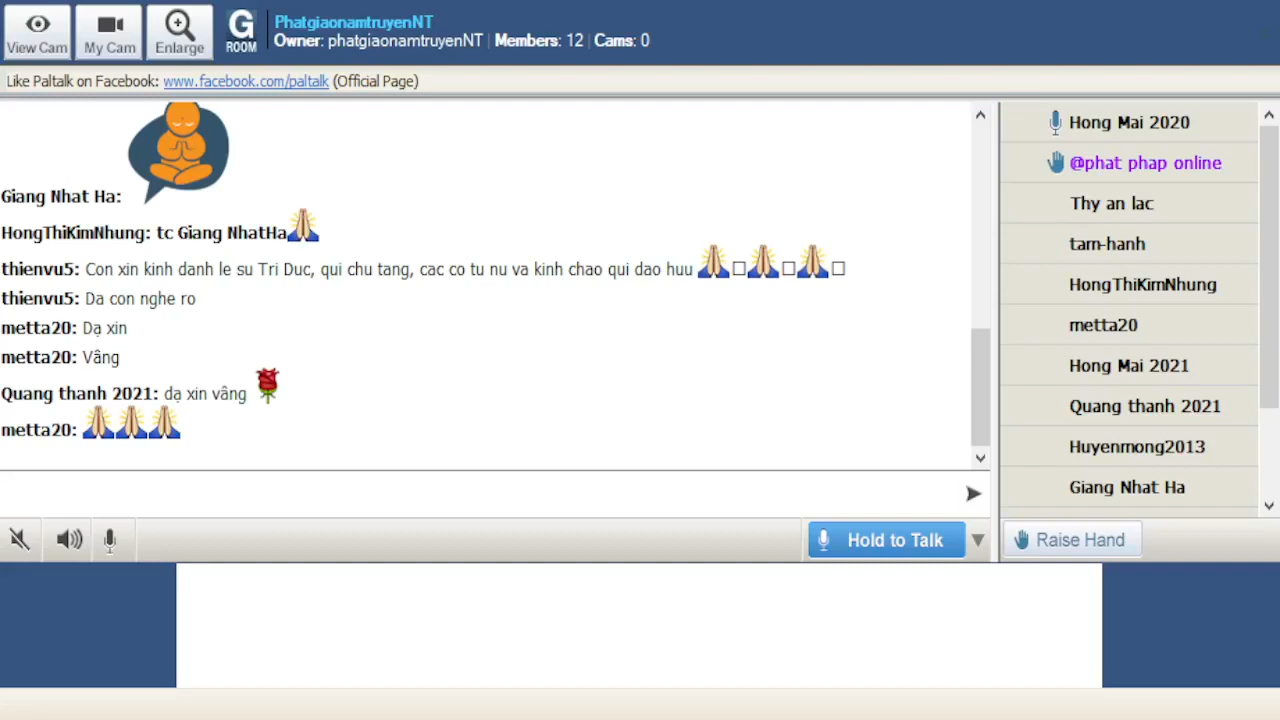 View Cam
My Cam
Enlarge
G
ROOM
PhatgiaonamtruyenNT
Owner: phatgiaonamtruyenNT | Members: 12 | Cams: 0
Like Paltalk on Facebook: www.facebook.com/paltalk (Official Page)
Giang Nhat Ha:
HongThiKimNhung: tc Giang NhatHa
thienvu5: Con xin kinh danh le su Tri Duc, qui chu tang, cac co tu nu va kinh chao qui dao huu
thienvu5: Da con nghe ro
metta20: Dạ xin
metta20: Vâng
Quang thanh 2021: dạ xin vâng
metta20:
Hold to Talk
Hong Mai 2020
@phat phap online
Thy an lac
tam-hanh
HongThiKimNhung
metta20
Hong Mai 2021
Quang thanh 2021
Huyenmong2013
Giang Nhat Ha
Raise Hand